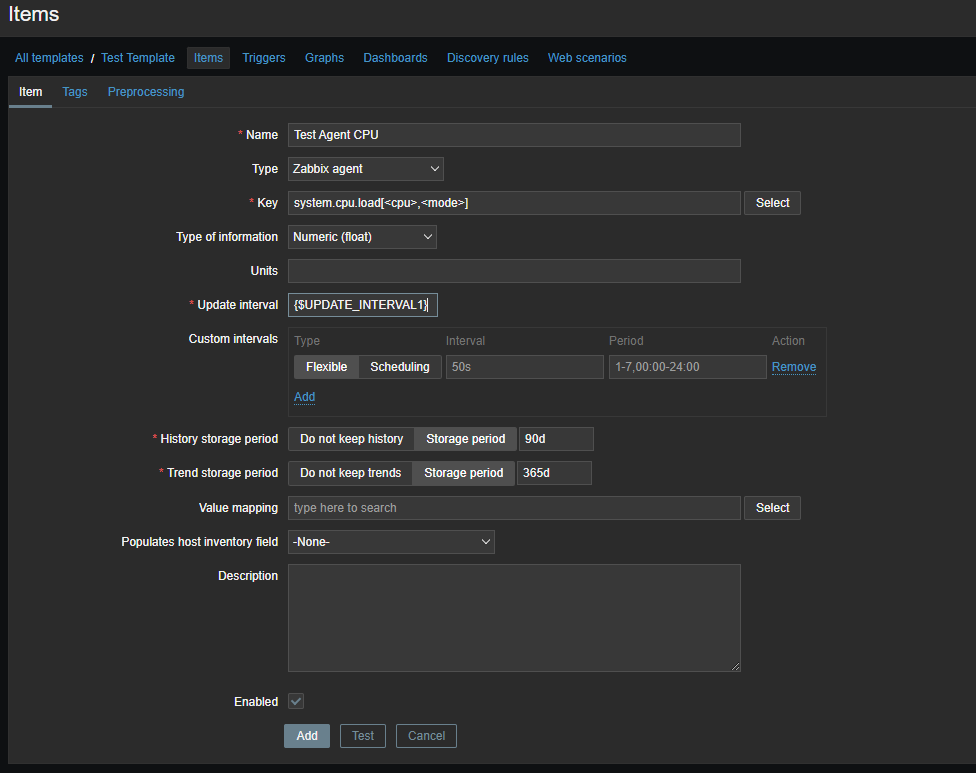 Items
All templates / Test Template Items Triggers Graphs Dashboards Discovery rules Web scenarios
Item Tags Preprocessing
* Name Test Agent CPU
Type Zabbix agent
* Key system.cpu.load[<cpu>,<mode>] Select
Type of information Numeric (float)
Units
* Update interval {$UPDATE_INTERVAL1}
Custom intervals Type Interval Period Action
Flexible Scheduling 50s 1-7,00:00-24:00 Remove
Add
* History storage period Do not keep history Storage period 90d
* Trend storage period Do not keep trends Storage period 365d
Value mapping type here to search Select
Populates host inventory field -None-
Description
Enabled
Add Test Cancel